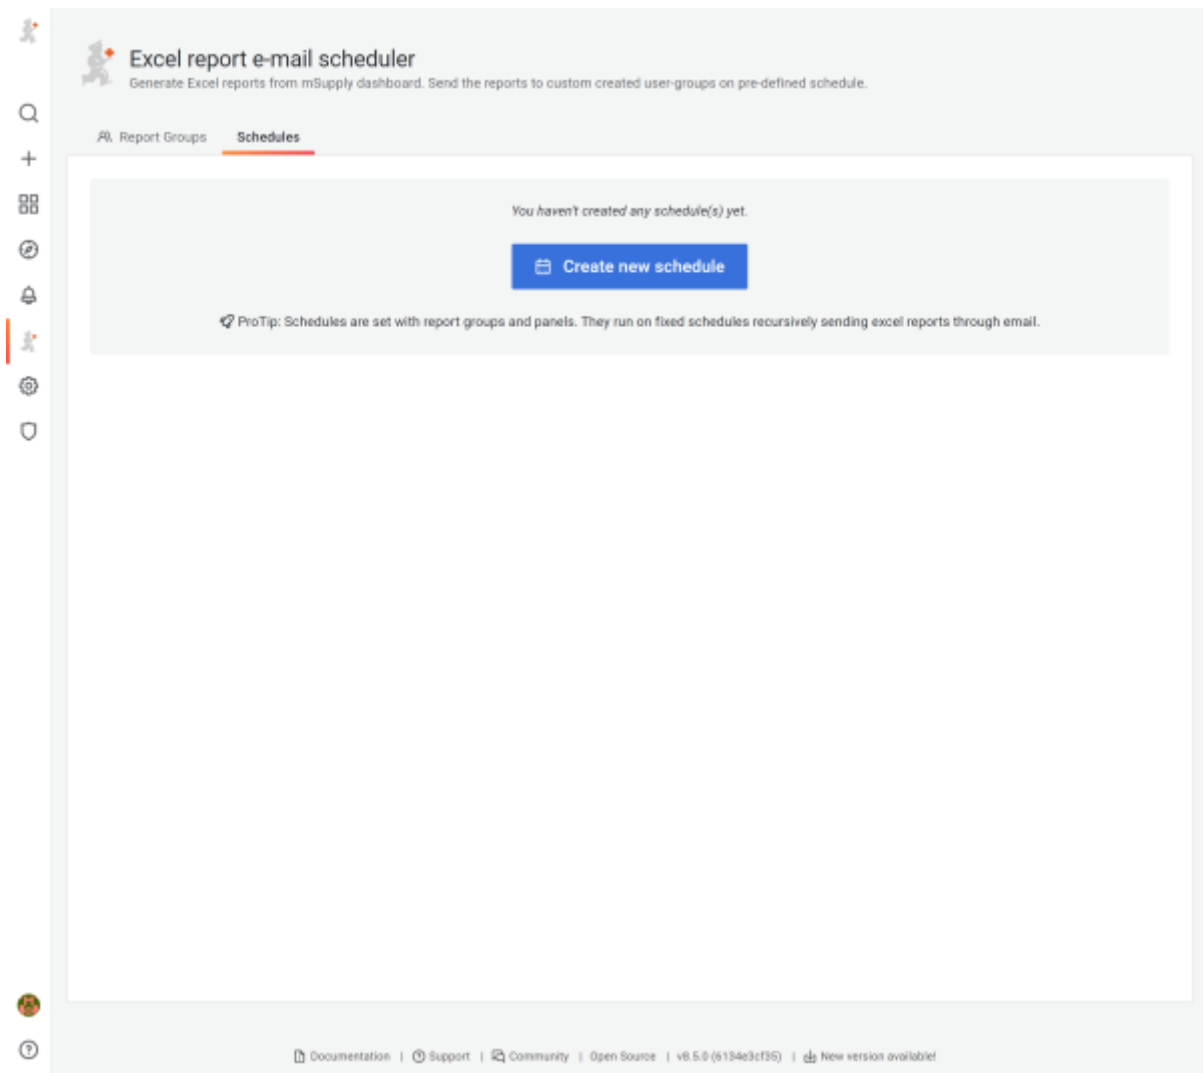 Excel report e-mail scheduler
Generate Excel reports from mSupply dashboard. Send the reports to custom created user-groups on pre-defined schedule.
Report Groups Schedules
You haven't created any schedule(s) yet.
Create new schedule
ProTip: Schedules are set with report groups and panels. They run on fixed schedules recursively sending excel reports through email.
Documentation | Support | Community | Open Source | v8.5.0 (6134e3cf35) | New version available!